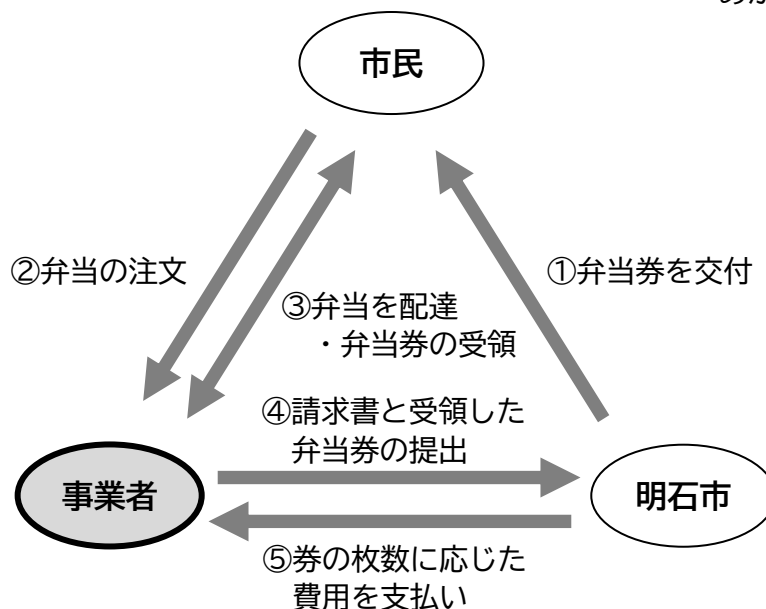 市民
②弁当の注文
①弁当券を交付
③弁当を配達
・弁当券の受領
④請求書と受領した
弁当券の提出
事業者
明石市
⑤券の枚数に応じた
費用を支払い